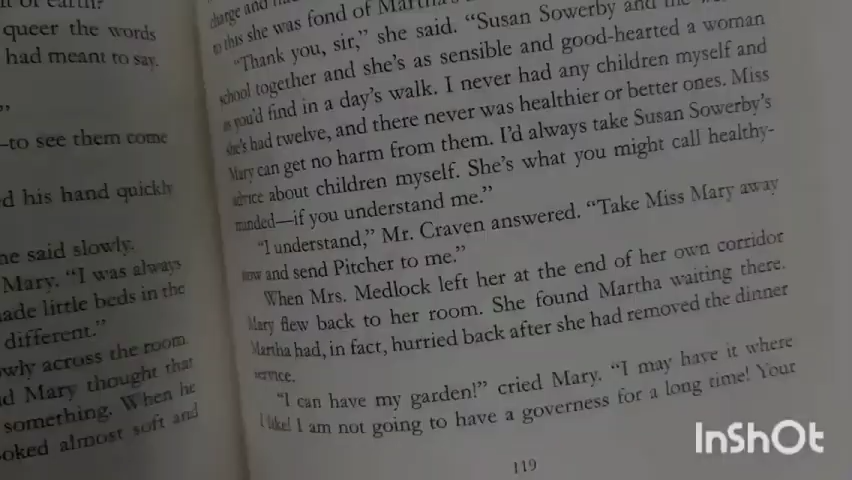 queer the words
had meant to say.
”
—to see them come
d his hand quickly
he said slowly.
Mary. “I was always
ade little beds in the
different.”
wly across the room
d Mary thought that
something. When he
oked almost soft and
charge and
to this she was fond of Martha's
“Thank you, sir,” she said. “Susan Sowerby and
school together and she's as sensible and good-hearted a woman
as you'd find in a day's walk. I never had any children myself and
she's had twelve, and there never was healthier or better ones. Miss
Mary can get no harm from them. I'd always take Susan Sowerby's
advice about children myself. She's what you might call healthy-
minded—if you understand me.”
“I understand,” Mr. Craven answered. “Take Miss Mary away
now and send Pitcher to me.”
When Mrs. Medlock left her at the end of her own corridor
Mary flew back to her room. She found Martha waiting there.
Martha had, in fact, hurried back after she had removed the dinner
service.
“I can have my garden!” cried Mary. “I may have it where
I like! I am not going to have a governess for a long time! Your
119
InShOt